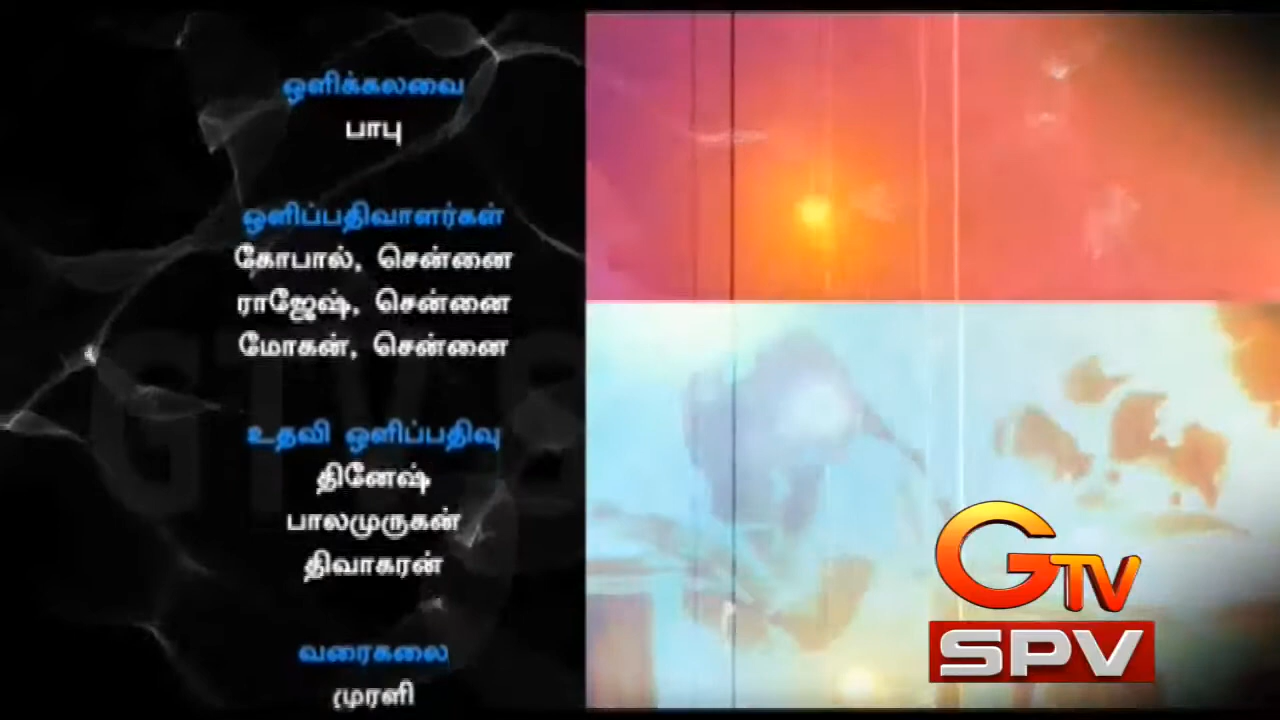 ஒளிக்கலவை
பாபு
ஒளிப்பதிவாளர்கள்
கோபால், சென்னை
ராஜேஷ், சென்னை
மோகன், சென்னை
உதவி ஒளிப்பதிவு
தினேஷ்
பாலமுருகன்
திவாகரன்
வரைகலை
முரளி
GTV
SPV